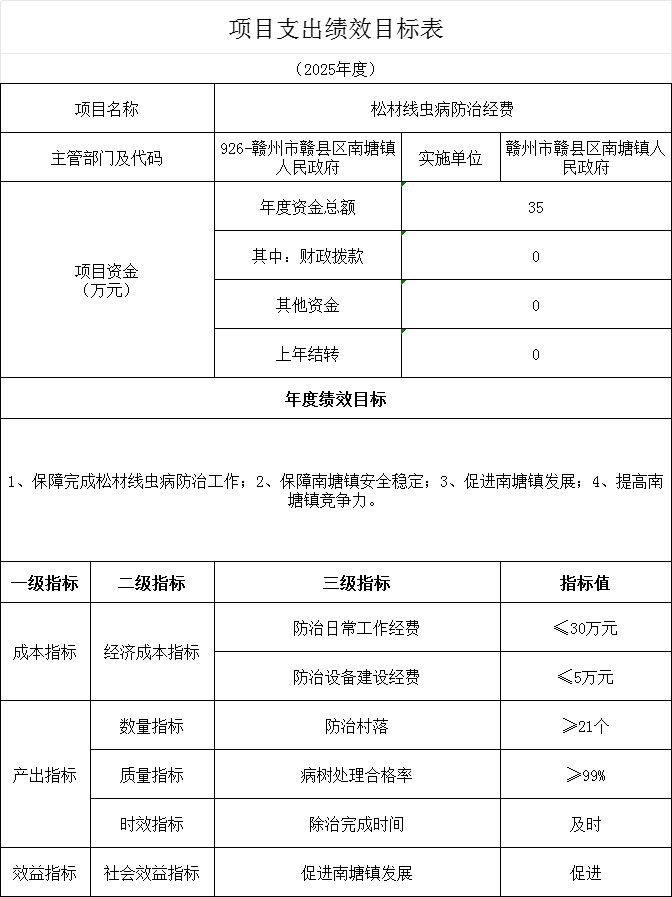 项目支出绩效目标表
（2025年度）
项目名称 松材线虫病防治经费
主管部门及代码 926-赣州市赣县区南塘镇 实施单位 赣州市赣县区南塘镇人
人民政府 民政府
项目资金
（万元）
年度资金总额 35
其中：财政拨款 0
其他资金 0
上年结转 0
年度绩效目标
1、保障完成松材线虫病防治工作；2、保障南塘镇安全稳定；3、促进南塘镇发展；4、提高南
塘镇竞争力。
一级指标 二级指标 三级指标 指标值
成本指标 经济成本指标 防治日常工作经费 ≤30万元
防治设备建设经费 ≤5万元
产出指标 数量指标 防治村落 ≥21个
质量指标 病树处理合格率 ≥99%
时效指标 除治完成时间 及时
效益指标 社会效益指标 促进南塘镇发展 促进